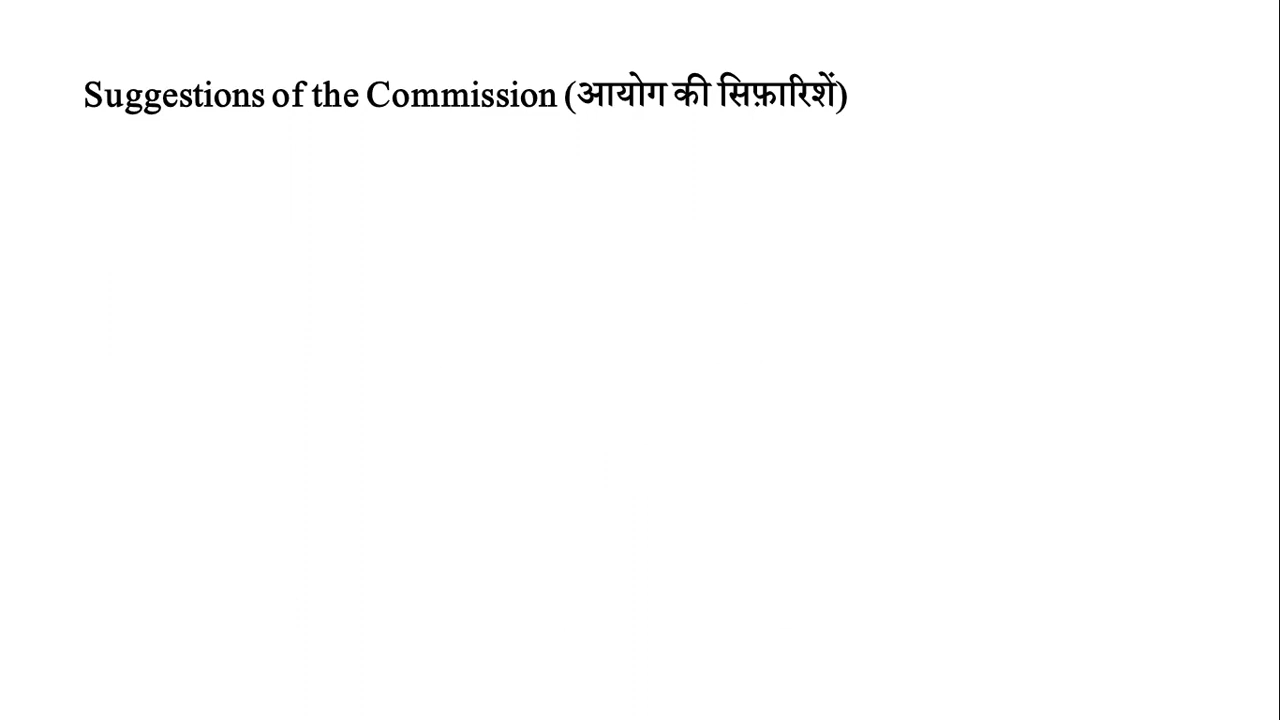 Suggestions of the Commission (आयोग की सिफ़ारिशें)